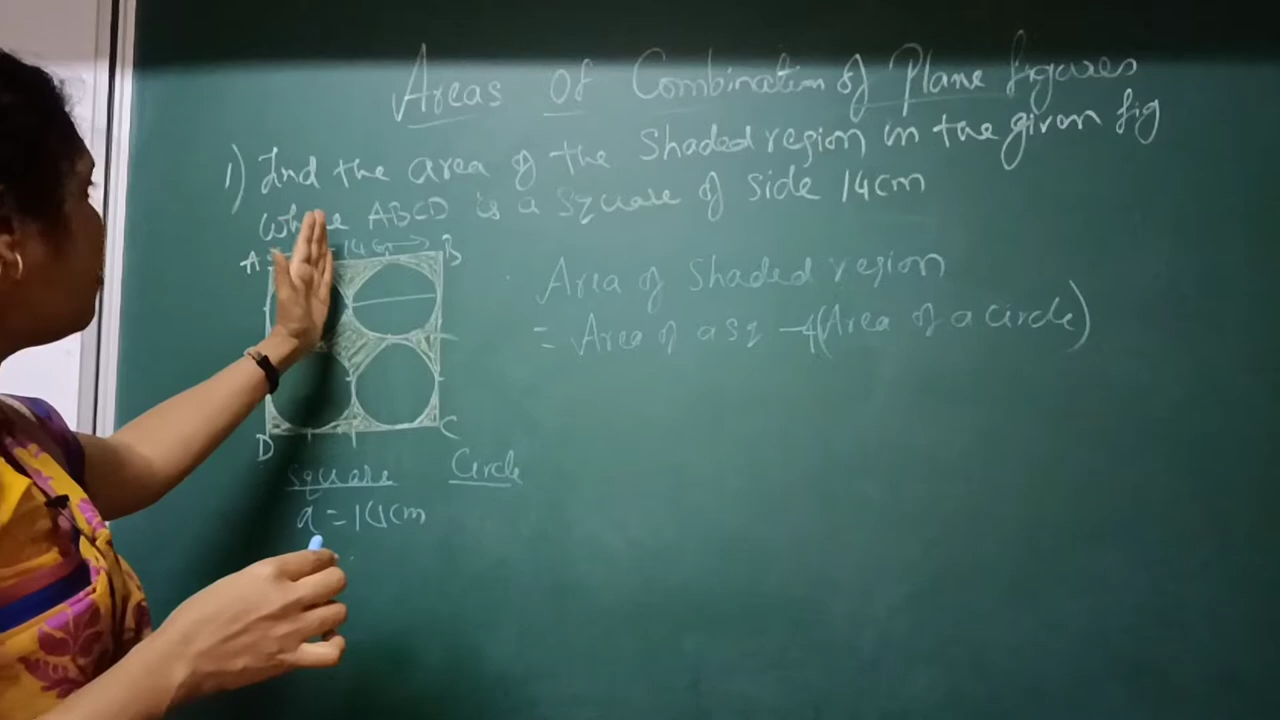 Areas of Combination of Plane figures
1) Find the area of the Shaded region in the given fig
Where ABCD is a square of side 14cm
A 14cm B
D C
Area of Shaded region
= Area of a sq - 4(Area of a circle)
square Circle
a = 14cm